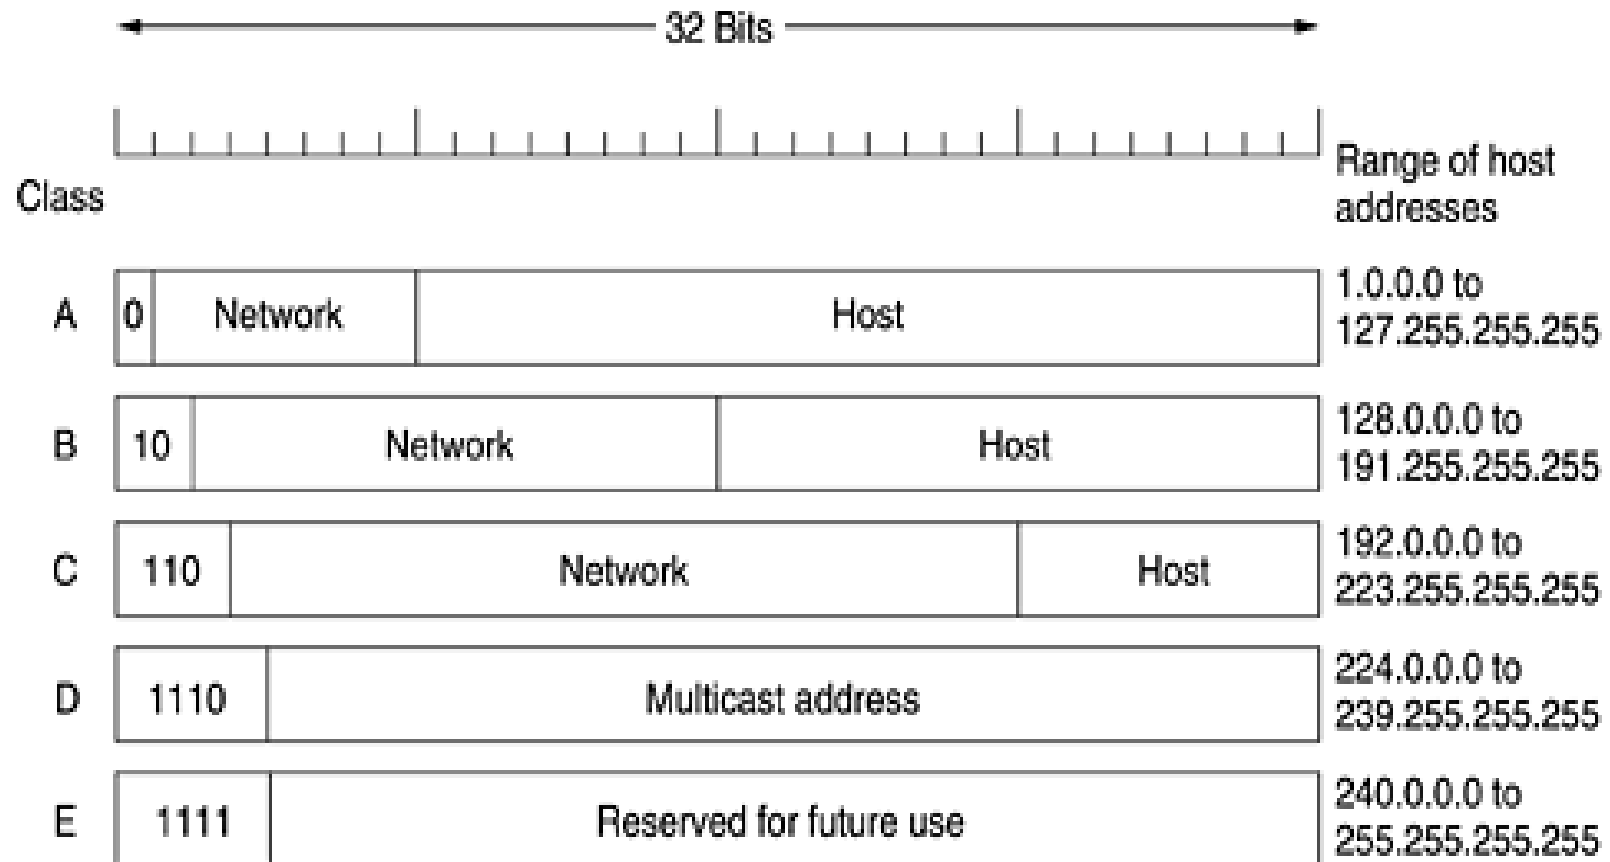 32 Bits
Range of host
addresses
Class
A
0
Network
Host
1.0.0.0 to
127.255.255.255
B
10
Network
Host
128.0.0.0 to
191.255.255.255
C
110
Network
Host
192.0.0.0 to
223.255.255.255
D
1110
Multicast address
224.0.0.0 to
239.255.255.255
E
1111
Reserved for future use
240.0.0.0 to
255.255.255.255